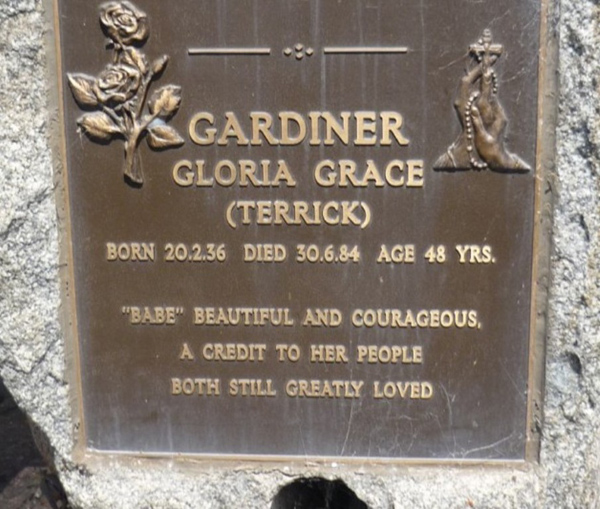 GARDINER
GLORIA GRACE
(TERRICK)
BORN 20.2.36 DIED 30.6.84 AGE 48 YRS.
"BABE" BEAUTIFUL AND COURAGEOUS,
A CREDIT TO HER PEOPLE
BOTH STILL GREATLY LOVED